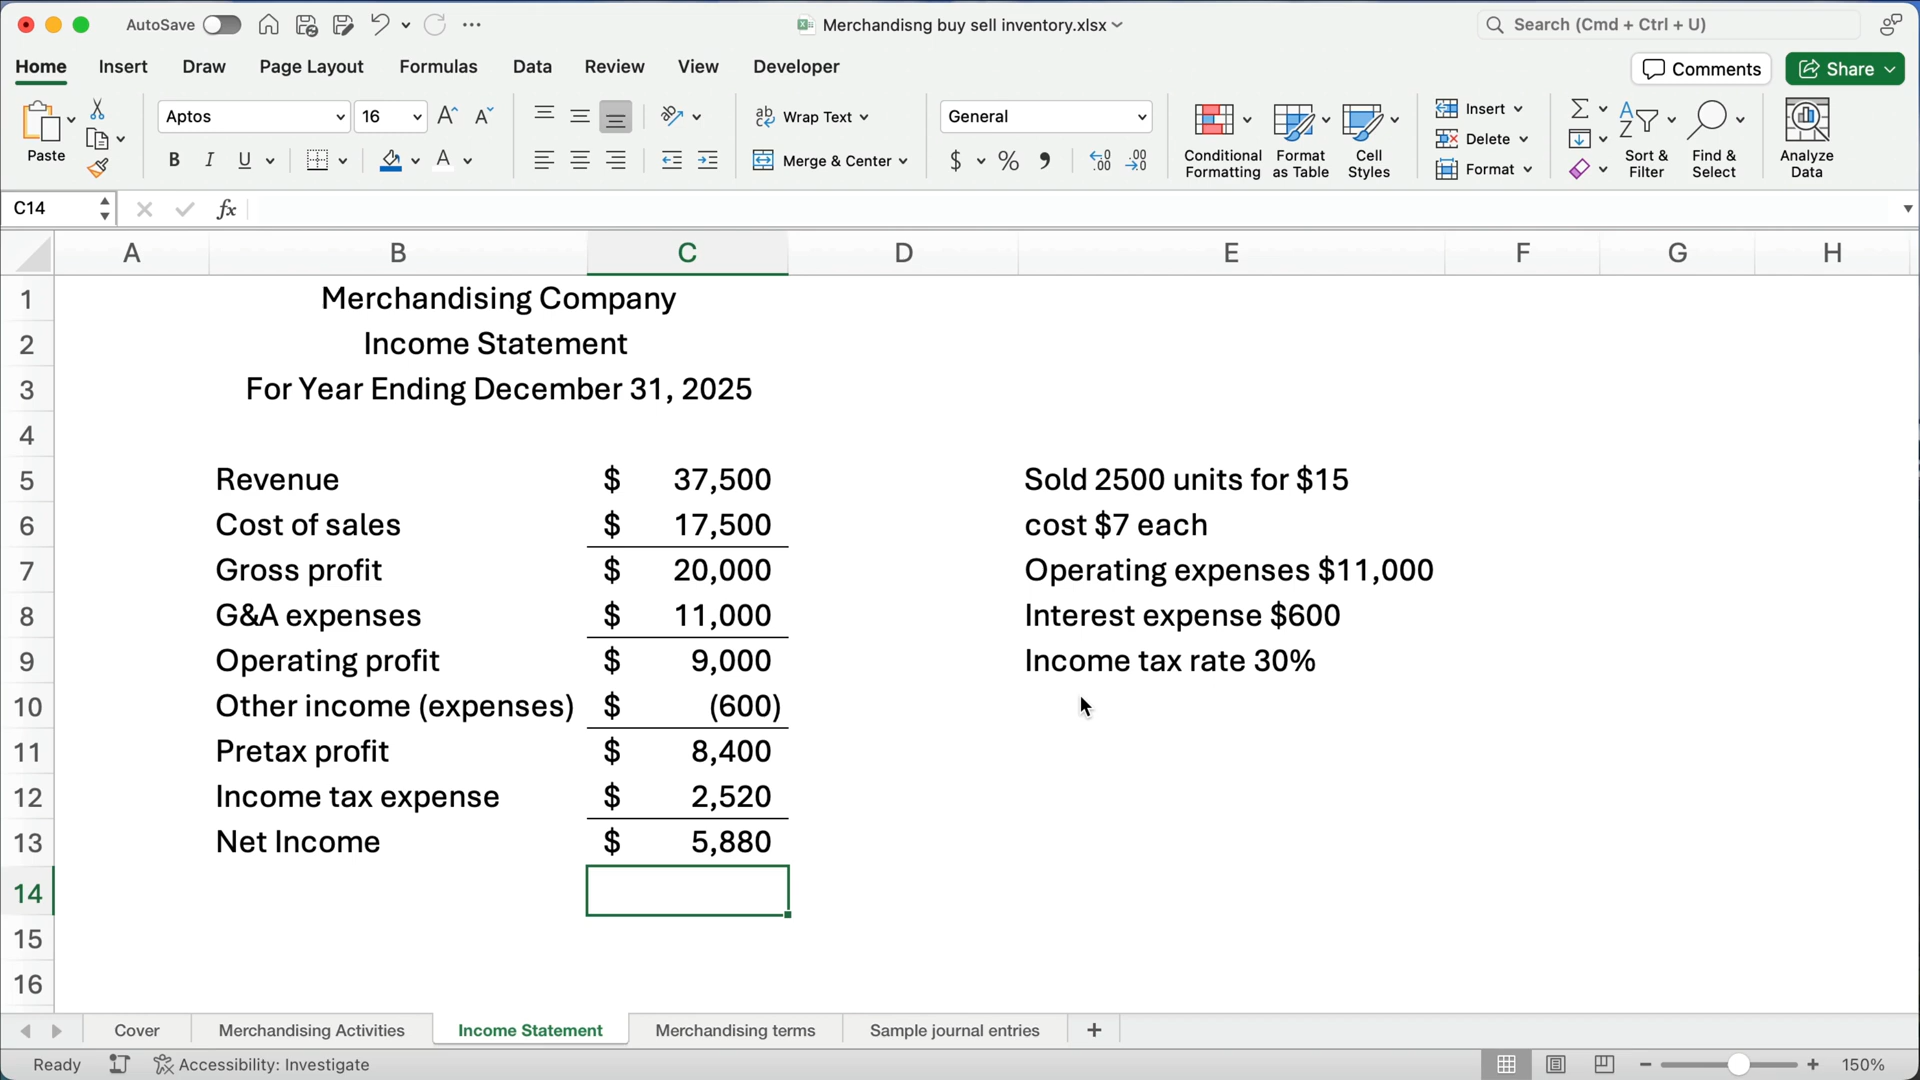 AutoSave
Merchandisng buy sell inventory.xlsx
Search (Cmd + Ctrl + U)
Home Insert Draw Page Layout Formulas Data Review View Developer
Comments
Share
Paste
Aptos
16
A A
Wrap Text
General
Insert
Delete
Format
B I U A
Merge & Center
$ % 9
Conditional Formatting
Format as Table
Cell Styles
Sort & Filter
Find & Select
Analyze Data
C14
fx
A B C D E F G H
1 Merchandising Company
2 Income Statement
3 For Year Ending December 31, 2025
4
5 Revenue $ 37,500 Sold 2500 units for $15
6 Cost of sales $ 17,500 cost $7 each
7 Gross profit $ 20,000 Operating expenses $11,000
8 G&A expenses $ 11,000 Interest expense $600
9 Operating profit $ 9,000 Income tax rate 30%
10 Other income (expenses) $ (600)
11 Pretax profit $ 8,400
12 Income tax expense $ 2,520
13 Net Income $ 5,880
14
15
16
Cover Merchandising Activities Income Statement Merchandising terms Sample journal entries +
Ready Accessibility: Investigate
150%